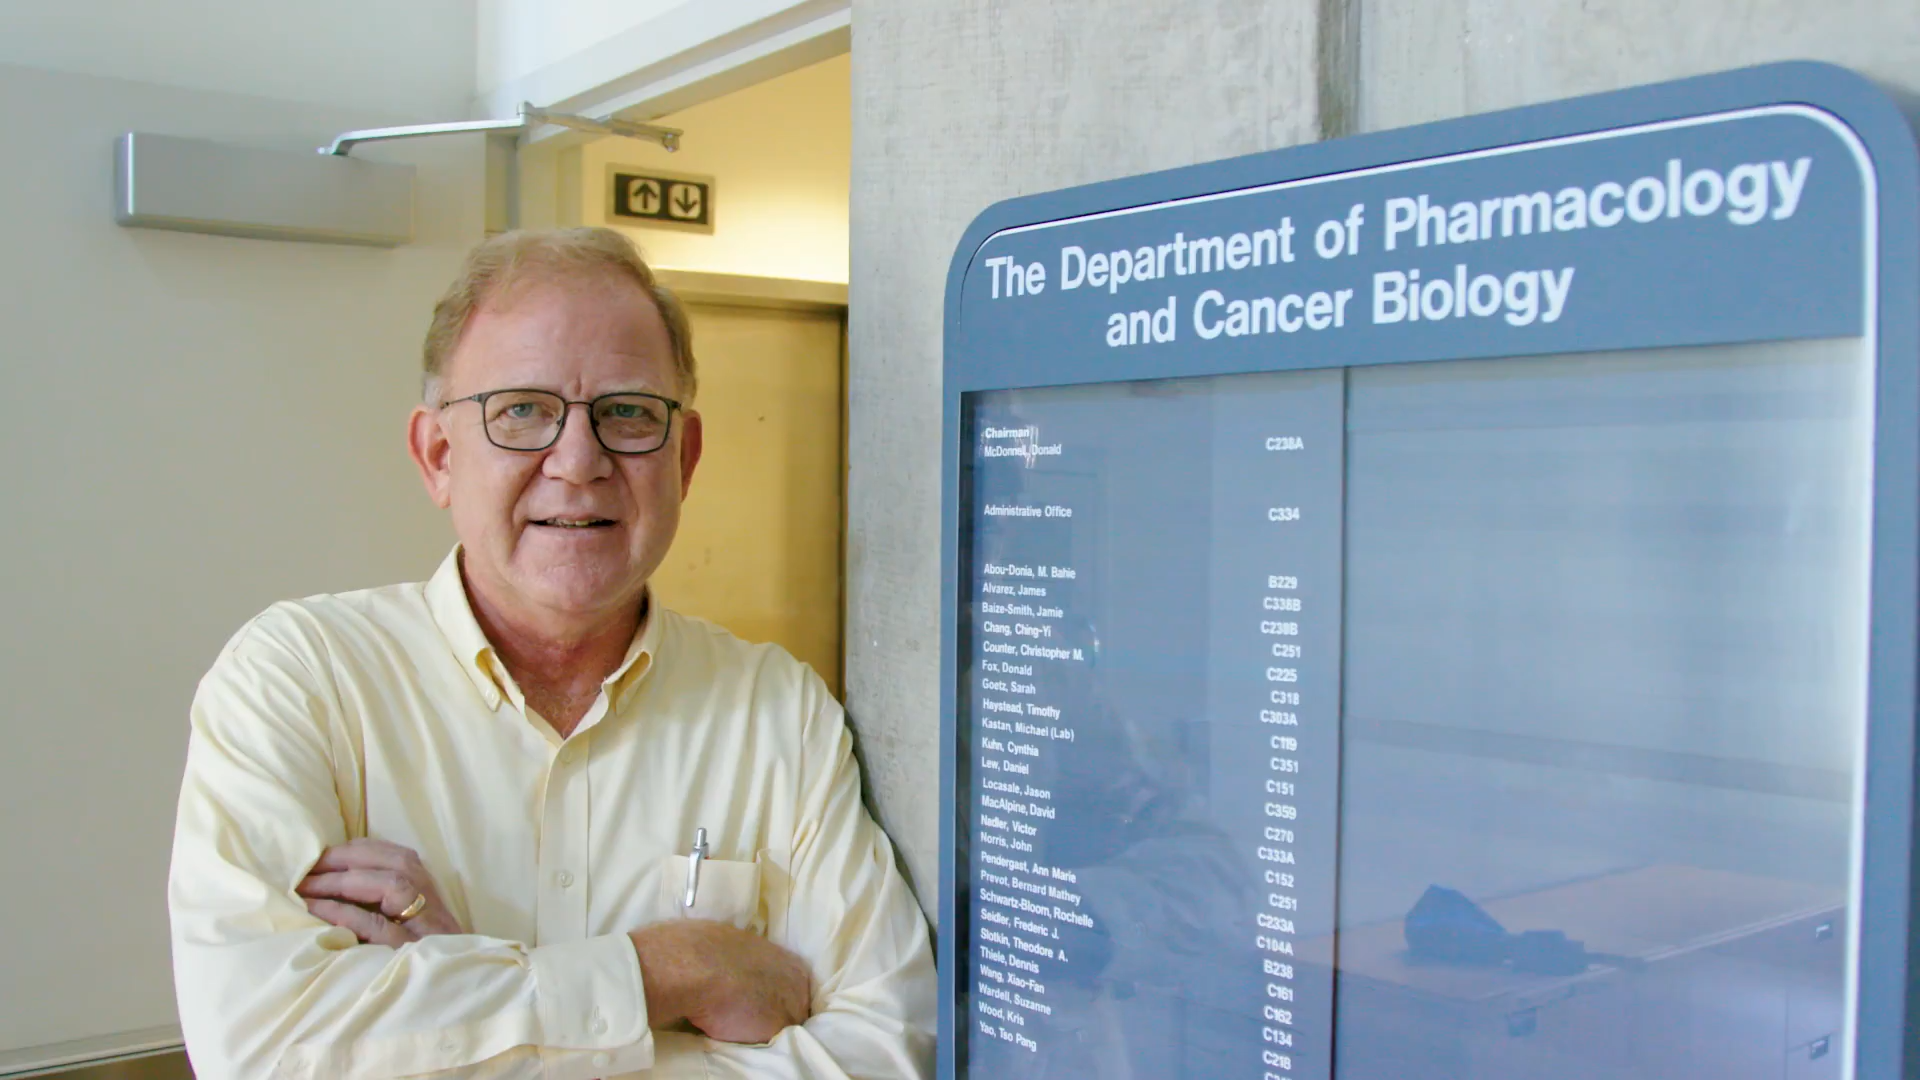 The Department of Pharmacology
and Cancer Biology
Chairman
McDonnell, Donald C238A
Administrative Office C334
Abou-Donia, M. Bahie B229
Alvarez, James C338B
Baize-Smith, Jamie C238B
Chang, Ching-Yi C251
Counter, Christopher M. C225
Fox, Donald C318
Goetz, Sarah C303A
Haystead, Timothy C119
Kastan, Michael (Lab) C351
Kuhn, Cynthia C151
Lew, Daniel C359
Locasale, Jason C270
MacAlpine, David C333A
Nadler, Victor C152
Norris, John C251
Pendergast, Ann Marie C233A
Prevot, Bernard Mathey C104A
Schwartz-Bloom, Rochelle B238
Seidler, Frederic J. C161
Slotkin, Theodore A. C162
Thiele, Dennis C134
Wang, Xiao-Fan C218
Wardell, Suzanne
Wood, Kris
Yao, Tso Pang